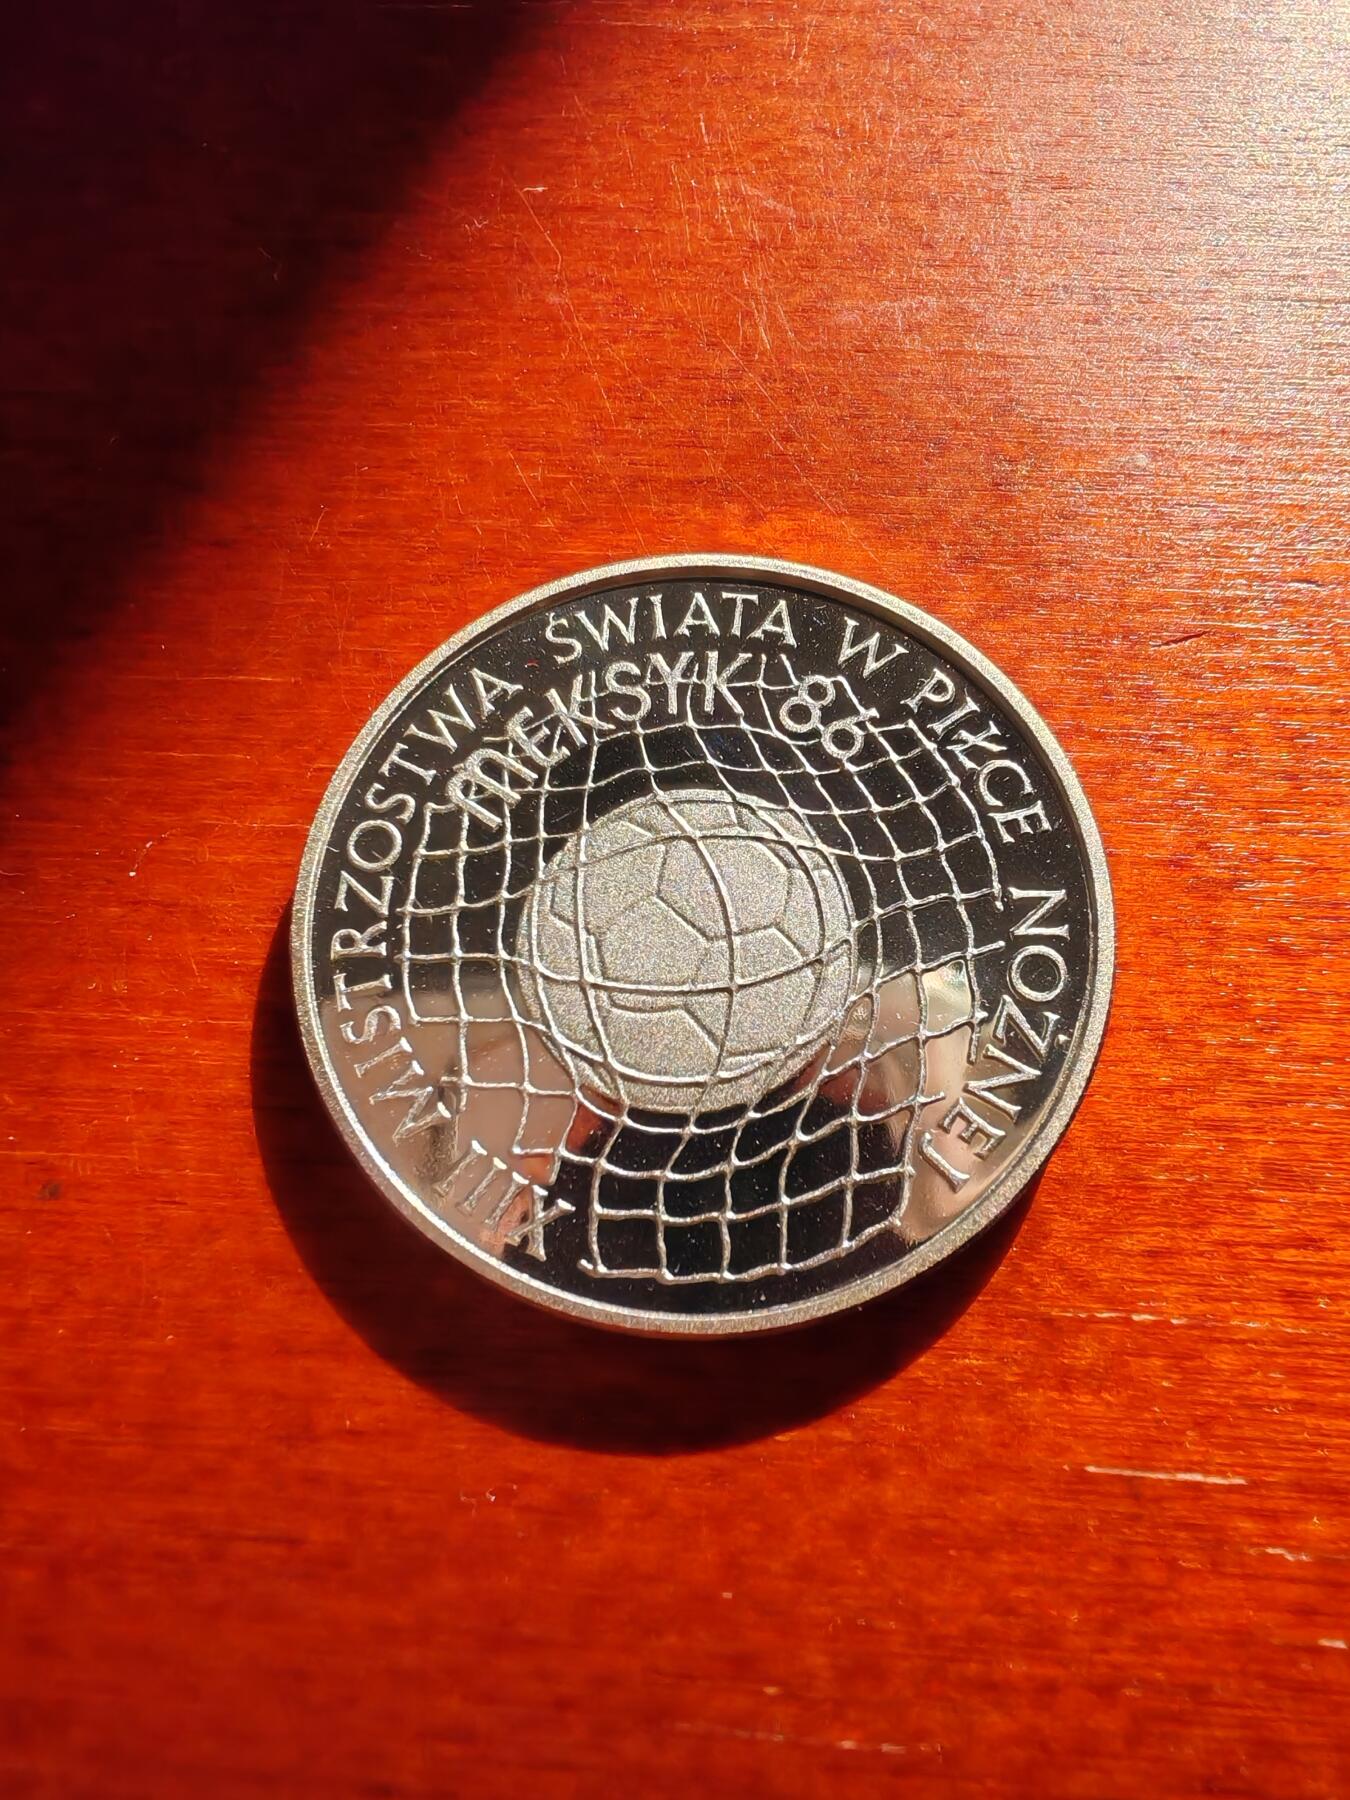 XIII MISTRZOSTWA ŚWIATA W PIŁCE NOŻNEJ
MEKSYK 86